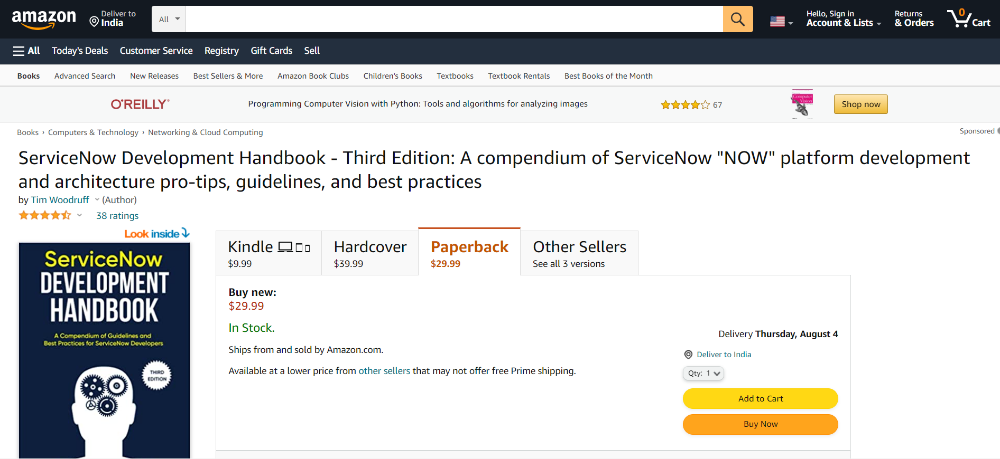 amazon
Deliver to
India
All
Hello, Sign in
Account & Lists
Returns
& Orders
0
Cart
All
Today's Deals
Customer Service
Registry
Gift Cards
Sell
Books
Advanced Search
New Releases
Best Sellers & More
Amazon Book Clubs
Children's Books
Textbooks
Textbook Rentals
Best Books of the Month
O'REILLY®
Programming Computer Vision with Python: Tools and algorithms for analyzing images
67
Computer
Vision
Shop now
Books › Computers & Technology › Networking & Cloud Computing
Sponsored
ServiceNow Development Handbook - Third Edition: A compendium of ServiceNow "NOW" platform development
and architecture pro-tips, guidelines, and best practices
by Tim Woodruff (Author)
38 ratings
Look inside
ServiceNow
DEVELOPMENT
HANDBOOK
A Compendium of Guidelines and
Best Practices for ServiceNow Developers
THIRD
EDITION
Kindle
$9.99
Hardcover
$39.99
Paperback
$29.99
Other Sellers
See all 3 versions
Buy new:
$29.99
In Stock.
Ships from and sold by Amazon.com.
Available at a lower price from other sellers that may not offer free Prime shipping.
Delivery Thursday, August 4
Deliver to India
Qty: 1
Add to Cart
Buy Now